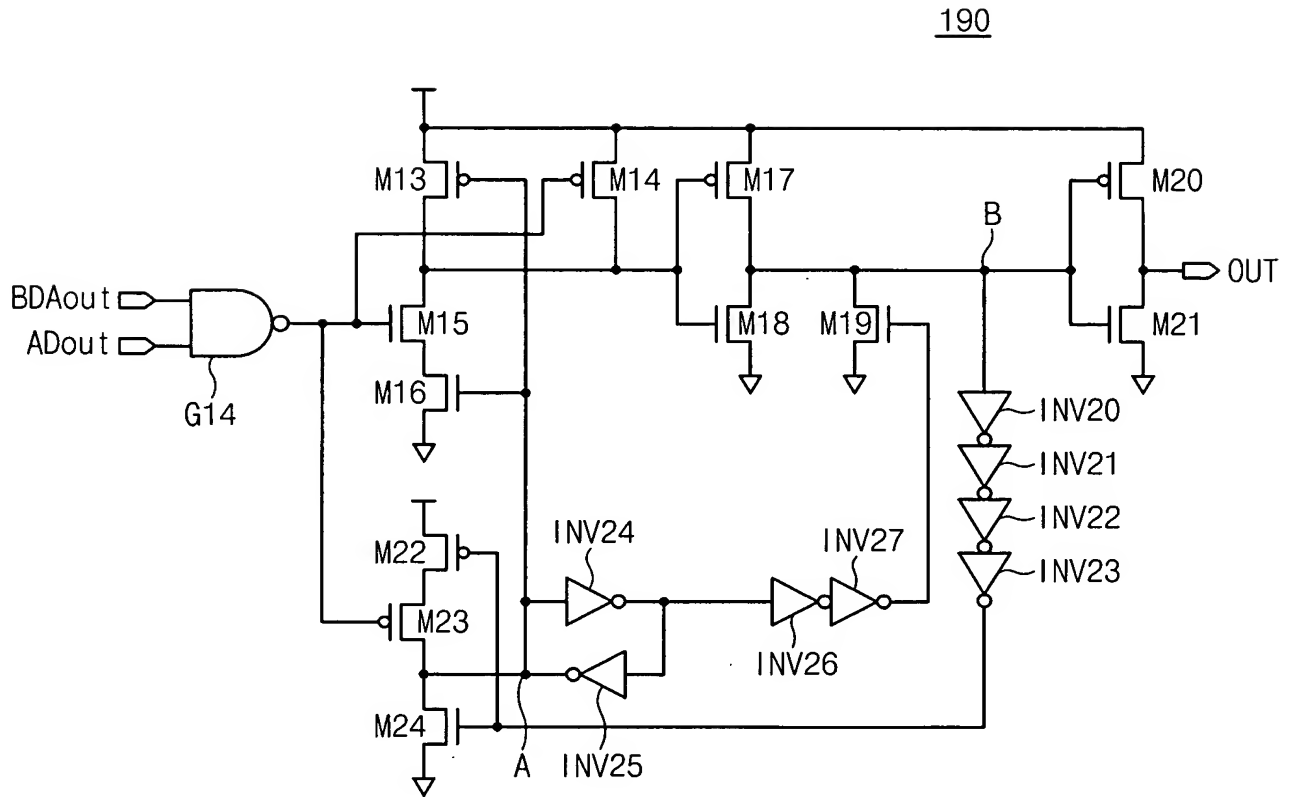 190
M13
M14
M17
M20
B
BDAout
ADout
G14
M15
M18
M19
M21
OUT
M16
INV20
INV21
INV22
INV23
M22
INV24
INV27
M23
INV26
M24
A
INV25